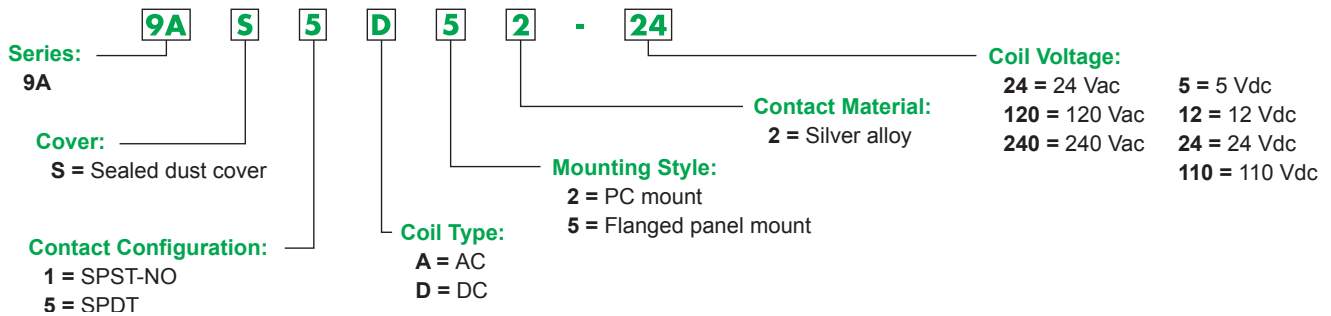 9A S 5 D 5 2 - 24
Series:
9A
Cover:
S = Sealed dust cover
Contact Configuration:
1 = SPST-NO
5 = SPDT
Coil Type:
A = AC
D = DC
Mounting Style:
2 = PC mount
5 = Flanged panel mount
Contact Material:
2 = Silver alloy
Coil Voltage:
24 = 24 Vac 5 = 5 Vdc
120 = 120 Vac 12 = 12 Vdc
240 = 240 Vac 24 = 24 Vdc
110 = 110 Vdc